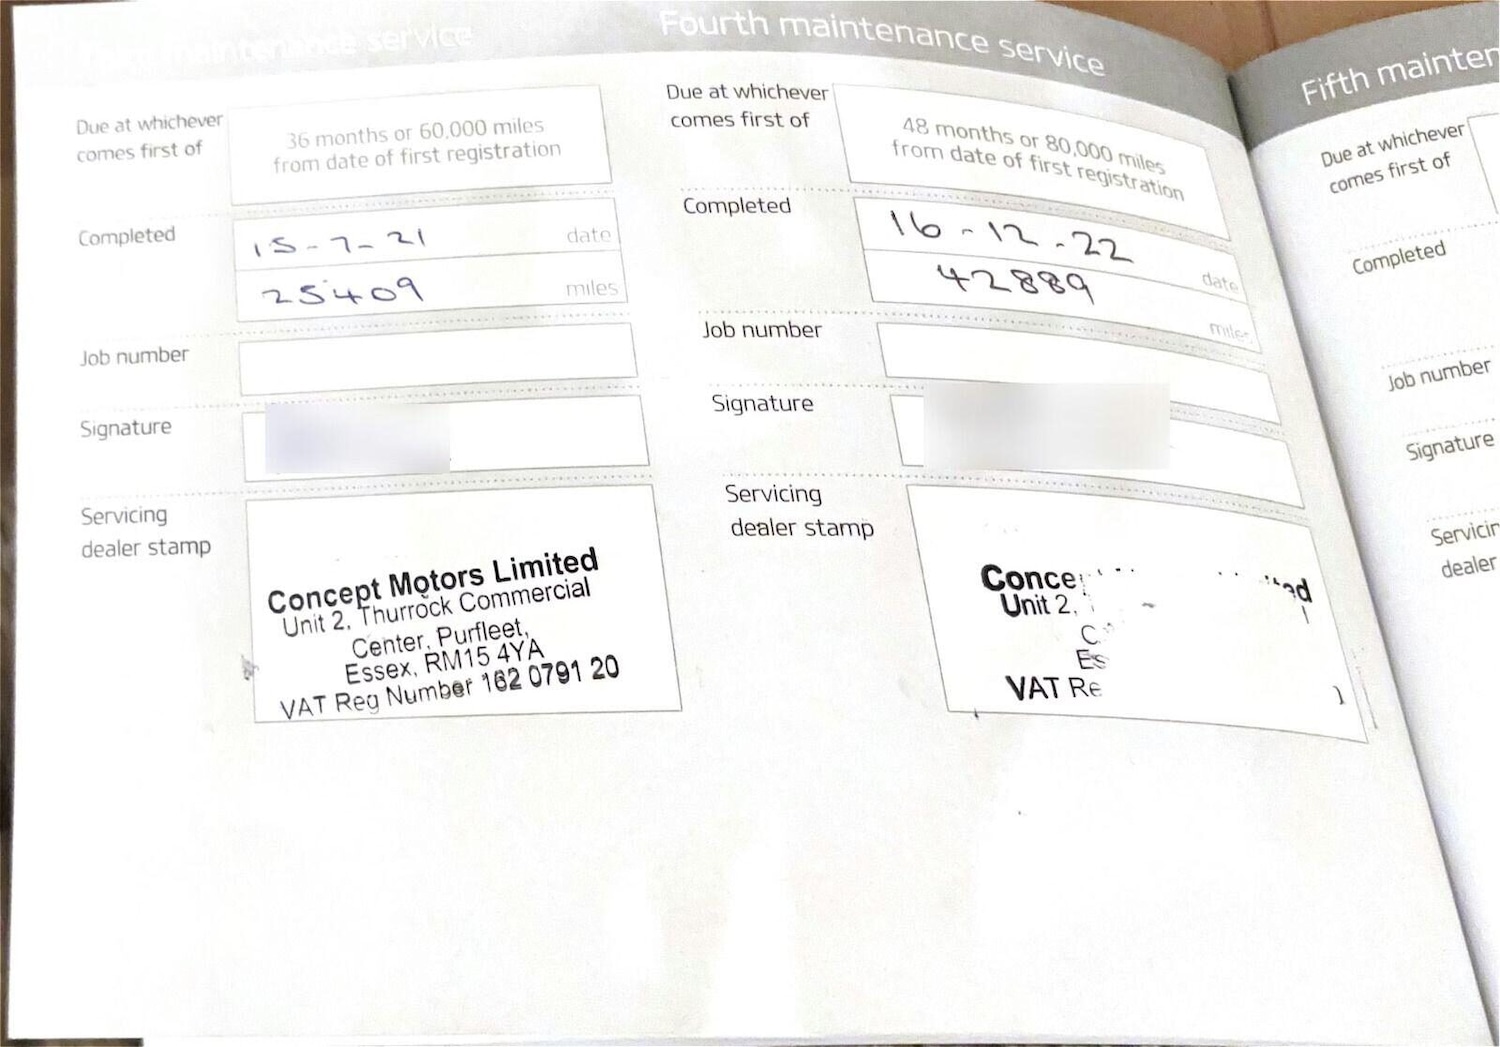 maintenance service
Due at whichever
comes first of
36 months or 60,000 miles
from date of first registration
Completed
15-7-21
date
25409
miles
Job number
Signature
Servicing
dealer stamp
Concept Motors Limited
Unit 2, Thurrock Commercial
Center, Purfleet,
Essex, RM15 4YA
VAT Reg Number 162 0791 20
Fourth maintenance service
Due at whichever
comes first of
48 months or 80,000 miles
from date of first registration
Completed
16-12-22
date
42889
miles
Job number
Signature
Servicing
dealer stamp
Conce
Unit 2,
C
Es
VAT Re
Fifth mainten
Due at whichever
comes first of
Completed
Job number
Signature
Servicin
dealer